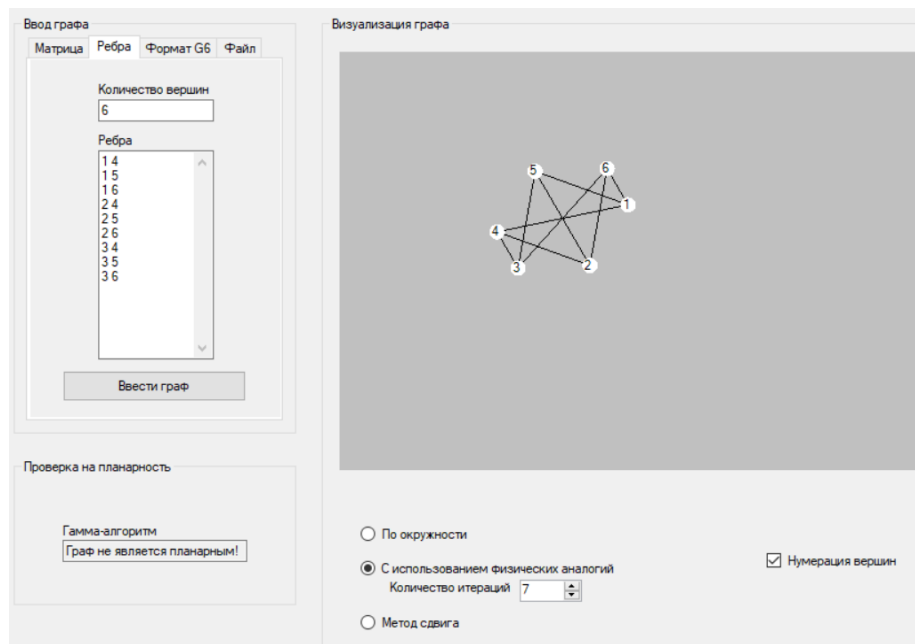 Ввод графа
Матрица Ребра Формат G6 Файл
Количество вершин
6
Ребра
1 4
1 5
1 6
2 4
2 5
2 6
3 4
3 5
3 6
Ввести граф
Проверка на планарность
Гамма-алгоритм
Граф не является планарным!
Визуализация графа
5
6
1
4
3
2
По окружности
С использованием физических аналогий
Количество итераций 7
Метод сдвига
Нумерация вершин